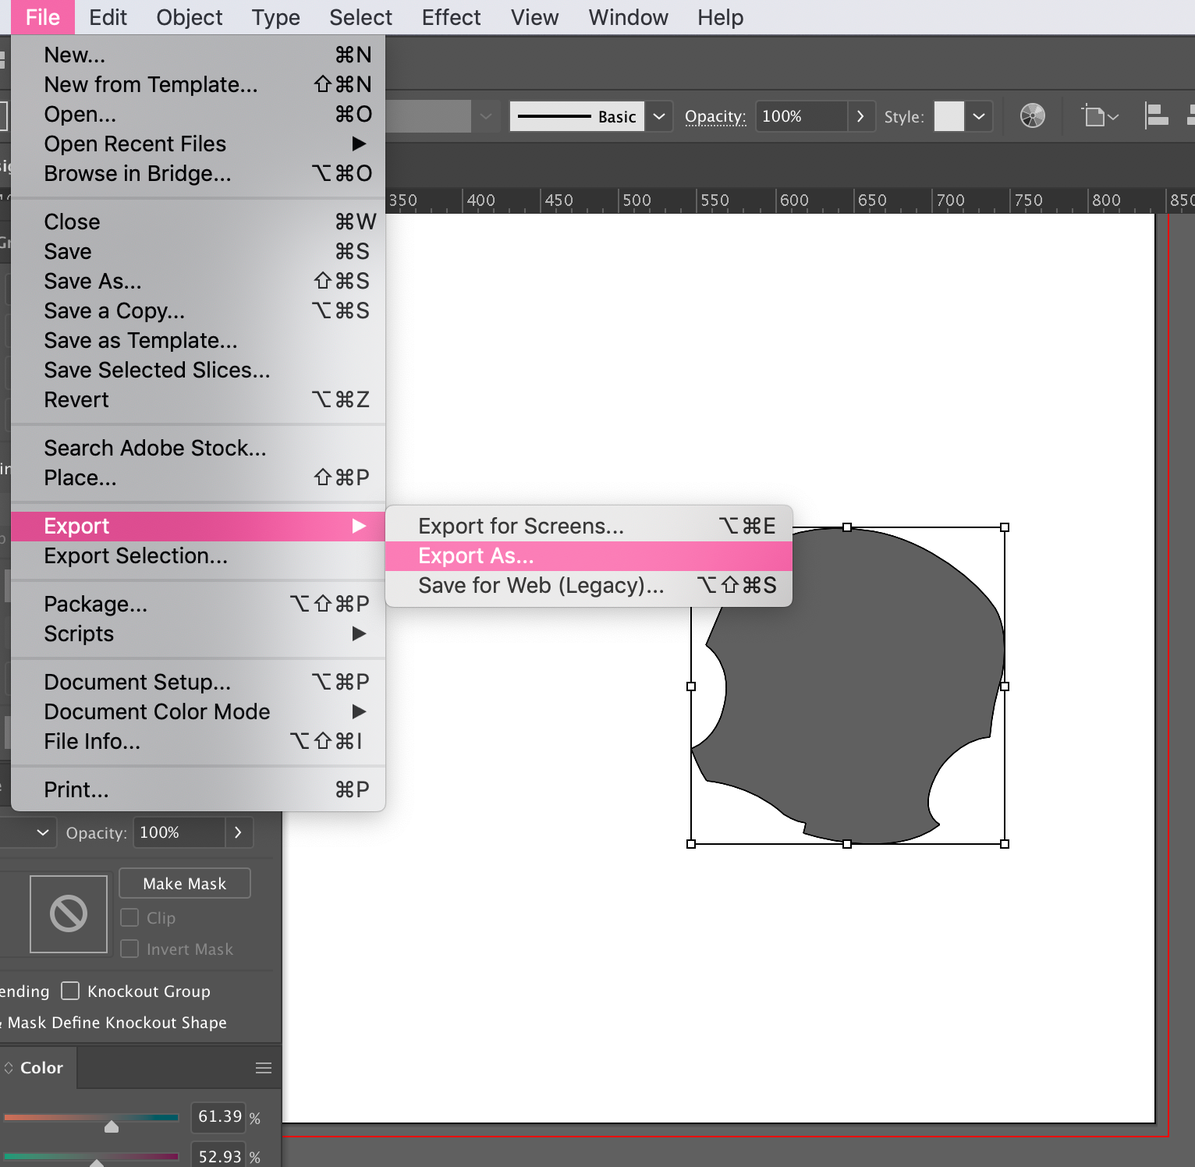 File Edit Object Type Select Effect View Window Help
New... ⌘N
New from Template... ⇧⌘N
Open... ⌘O
Open Recent Files ▶
Browse in Bridge... ⌥⌘O
Close ⌘W
Save ⌘S
Save As... ⇧⌘S
Save a Copy... ⌥⌘S
Save as Template...
Save Selected Slices...
Revert ⌥⌘Z
Search Adobe Stock...
Place... ⇧⌘P
Export ▶
Export Selection...
Package... ⌥⇧⌘P
Scripts ▶
Document Setup... ⌥⌘P
Document Color Mode ▶
File Info... ⌥⇧⌘I
Print... ⌘P
Export for Screens... ⌥⌘E
Export As...
Save for Web (Legacy)... ⌥⇧⌘S
Basic Opacity: 100% Style:
350 400 450 500 550 600 650 700 750 800 850
Opacity: 100%
Make Mask
Clip
Invert Mask
ending Knockout Group
& Mask Define Knockout Shape
Color
61.39 %
52.93 %